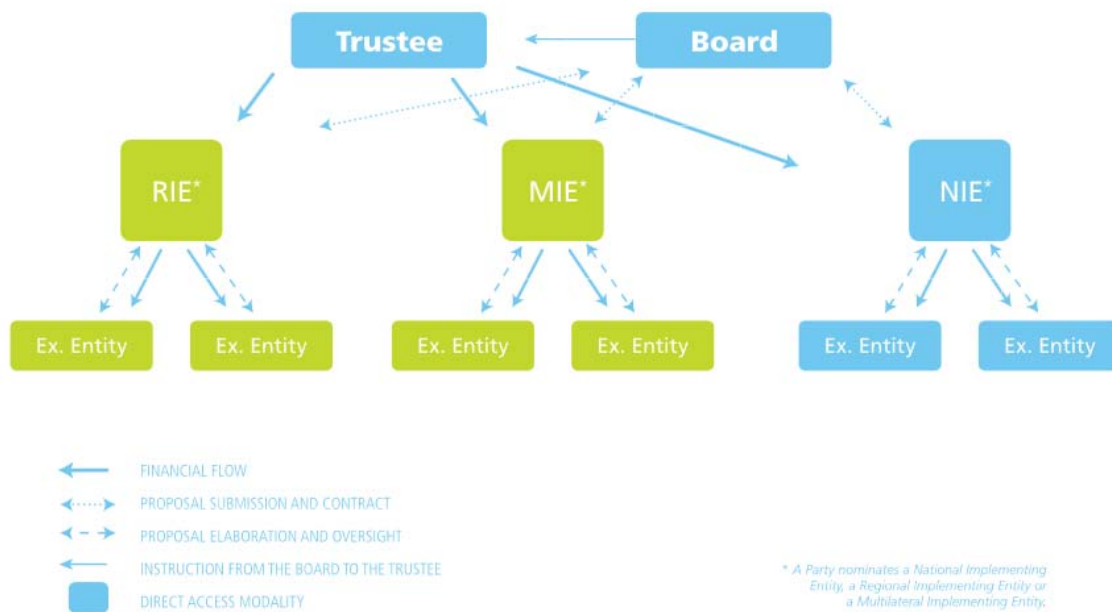 Trustee
Board
RIE*
MIE*
NIE*
Ex. Entity
Ex. Entity
Ex. Entity
Ex. Entity
Ex. Entity
Ex. Entity
FINANCIAL FLOW
PROPOSAL SUBMISSION AND CONTRACT
PROPOSAL ELABORATION AND OVERSIGHT
INSTRUCTION FROM THE BOARD TO THE TRUSTEE
DIRECT ACCESS MODALITY
* A Party nominates a National Implementing
Entity, a Regional Implementing Entity or
a Multilateral Implementing Entity,